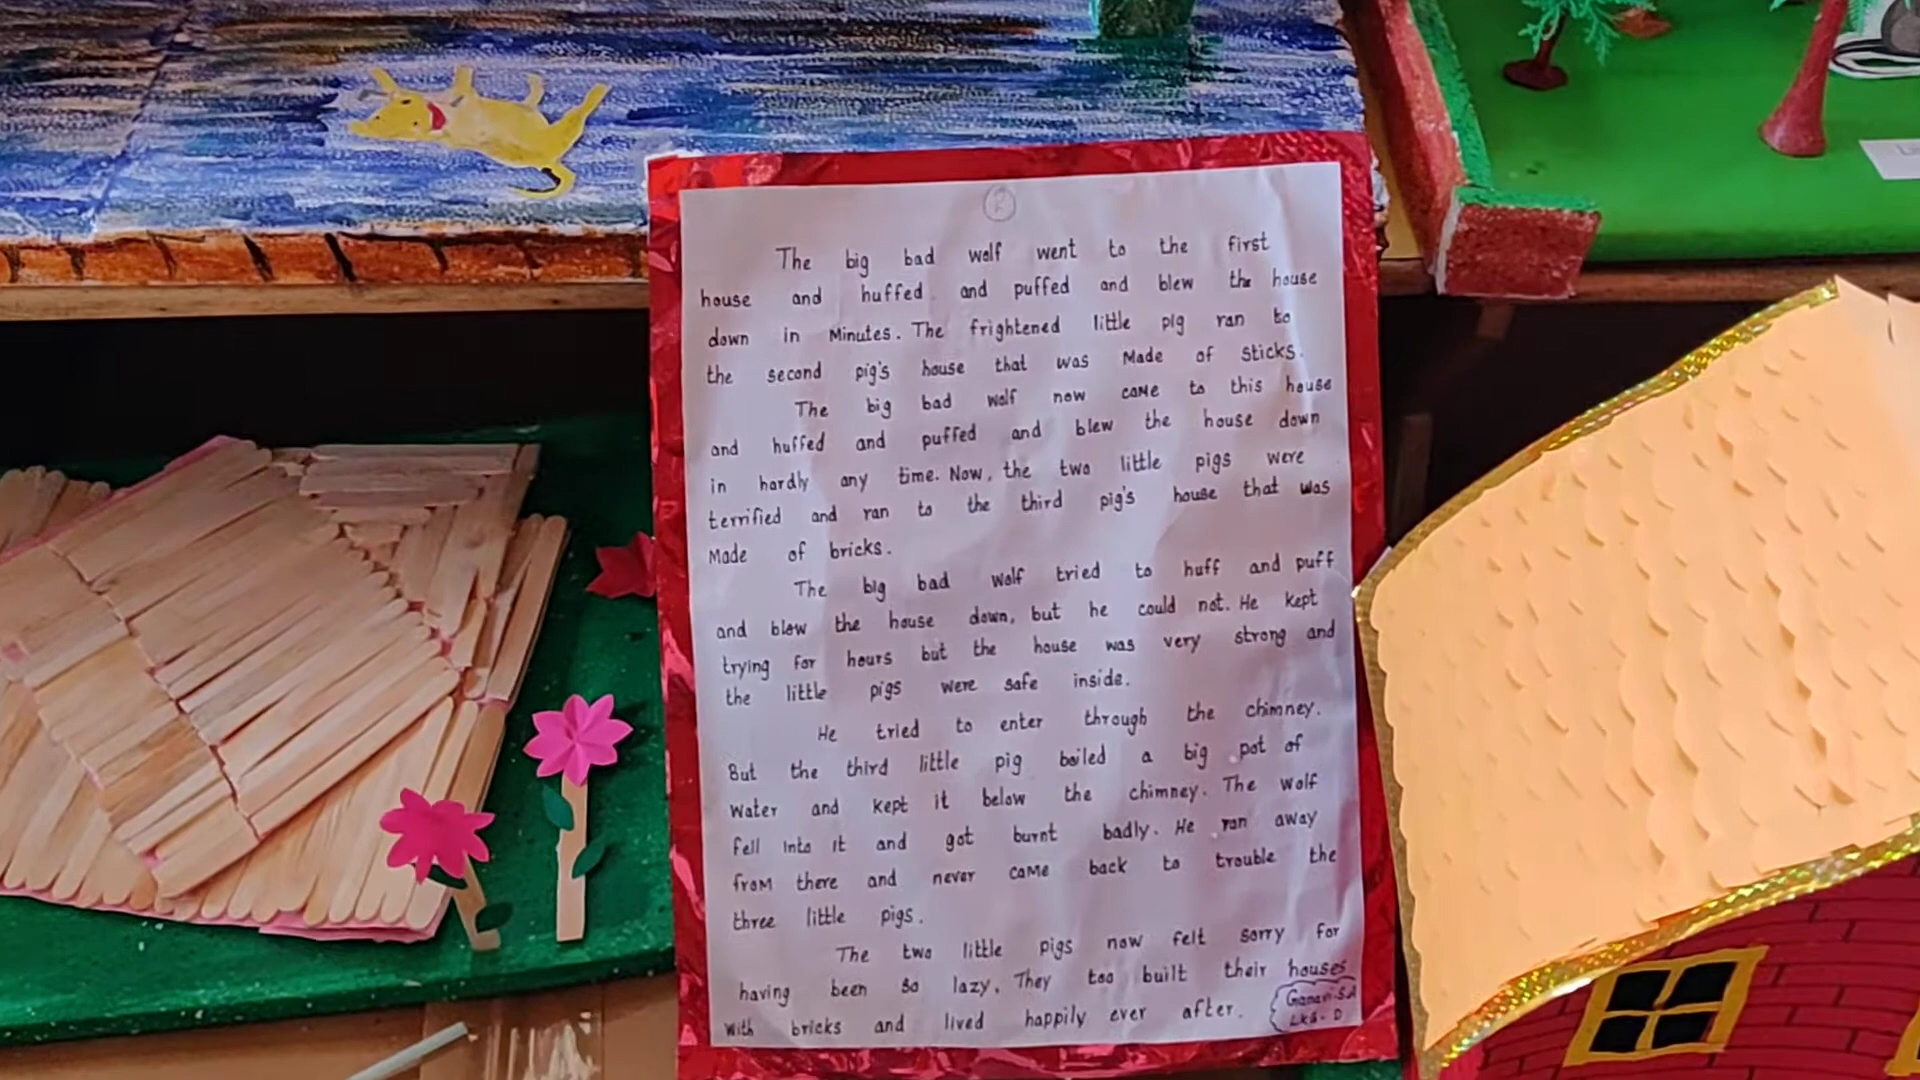 2
The big bad wolf went to the first
house and huffed and puffed and blew the house
down in Minutes. The frightened little pig ran to
the second pig's house that was Made of sticks.
The big bad wolf now came to this house
and huffed and puffed and blew the house down
in hardly any time. Now, the two little pigs were
terrified and ran to the third pig's house that was
Made of bricks.
The big bad wolf tried to huff and puff
and blow the house down, but he could not. He kept
trying for hours but the house was very strong and
the little pigs were safe inside.
He tried to enter through the chimney.
But the third little pig boiled a big pot of
water and kept it below the chimney. The wolf
fell into it and got burnt badly. He ran away
from there and never came back to trouble the
three little pigs.
The two little pigs now felt sorry for
having been so lazy. They too built their houses
with bricks and lived happily ever after.
Ganavi.S.A
LKG - D